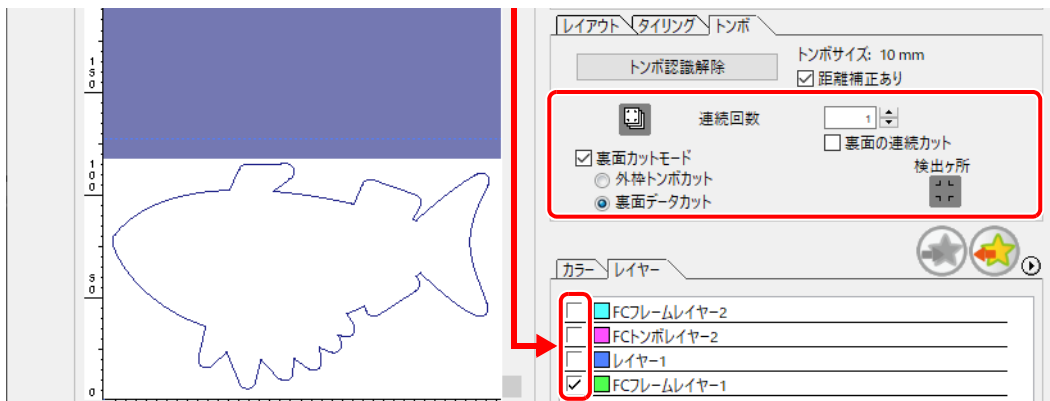 レイアウト タイリング トンボ
トンボ認識解除
トンボサイズ: 10 mm
距離補正あり
連続回数
1
裏面の連続カット
裏面カットモード
検出ヶ所
外枠トンボカット
裏面データカット
カラー レイヤー
FCフレームレイヤー2
FCトンボレイヤー2
レイヤー1
FCフレームレイヤー1
150
100
50
0